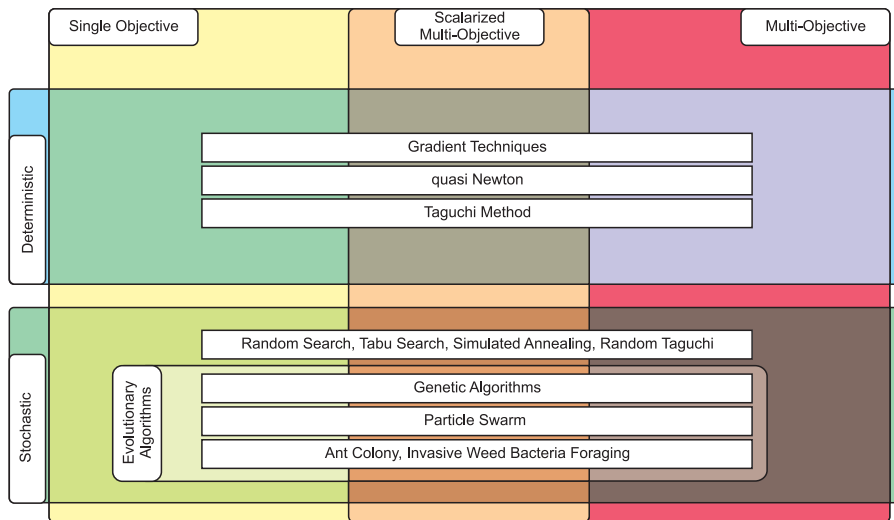 Single Objective
Scalarized
Multi-Objective
Multi-Objective
Deterministic
Gradient Techniques
quasi Newton
Taguchi Method
Stochastic
Random Search, Tabu Search, Simulated Annealing, Random Taguchi
Evolutionary
Algorithms
Genetic Algorithms
Particle Swarm
Ant Colony, Invasive Weed Bacteria Foraging